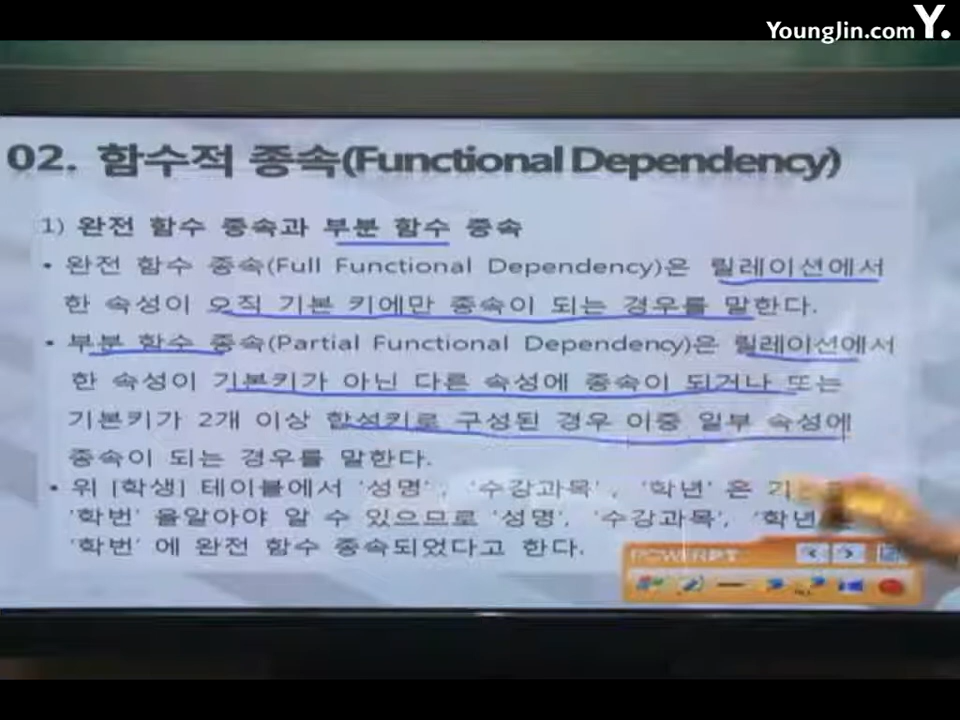 YoungJin.com Y.
02. 함수적 종속(Functional Dependency)
1) 완전 함수 종속과 부분 함수 종속
• 완전 함수 종속(Full Functional Dependency)은 릴레이션에서
한 속성이 오직 기본 키에만 종속이 되는 경우를 말한다.
• 부분 함수 종속(Partial Functional Dependency)은 릴레이션에서
한 속성이 기본키가 아닌 다른 속성에 종속이 되거나 또는
기본키가 2개 이상 합성키로 구성된 경우 이중 일부 속성에
종속이 되는 경우를 말한다.
• 위 [학생] 테이블에서 '성명', '수강과목', '학년' 은
'학번' 을알아야 알 수 있으므로 '성명', '수강과목', '학년
'학번' 에 완전 함수 종속되었다고 한다.
POWERPT